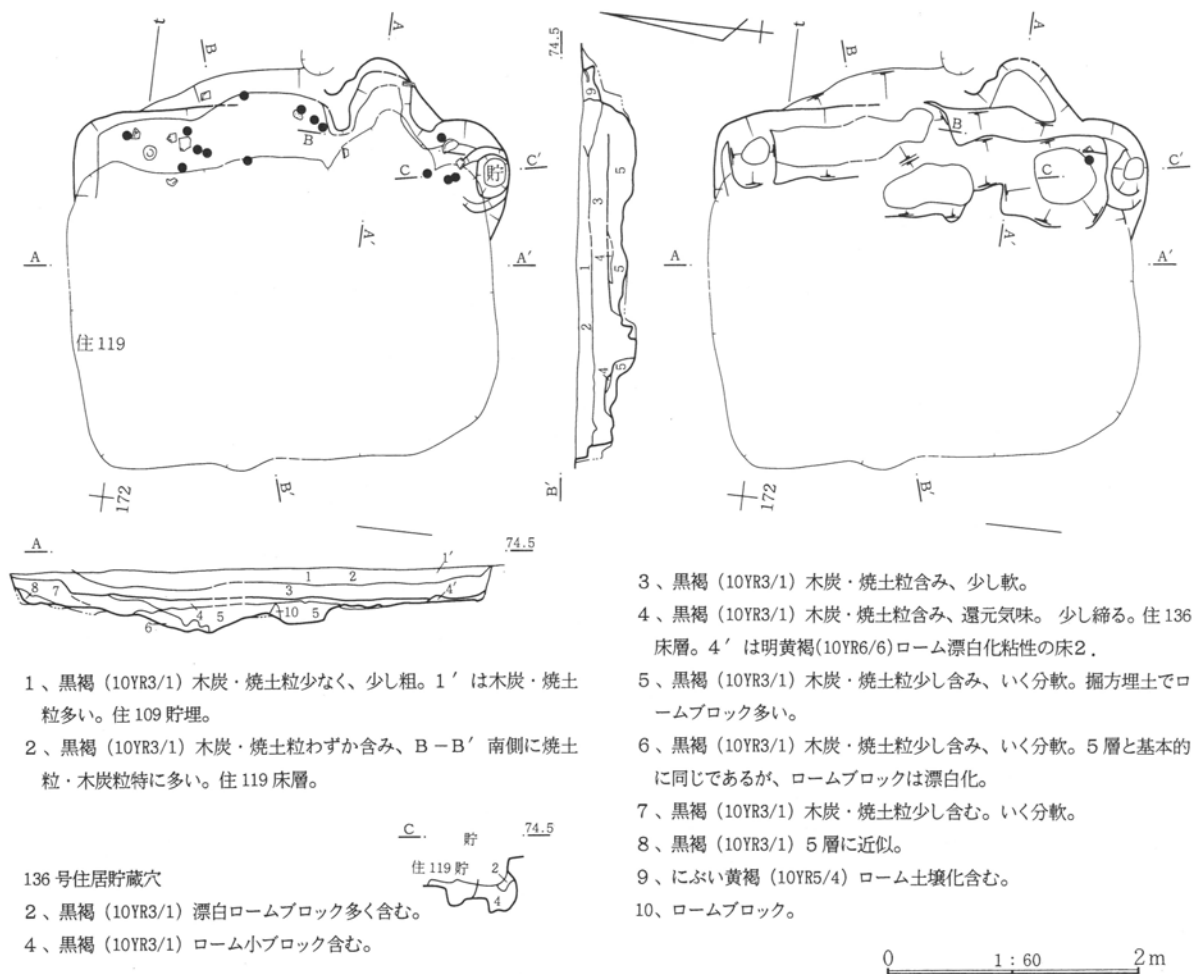 t
A
B
B
C
C′
貯
A′
A
A′
住119
172
B′
74.5
9
5
3
4
5
1
2
4
5
B′
t
A
B
B
C
C′
A′
A
A′
172
B′
A
74.5
1′
1
2
8
7
3
4
5
10
5
4′
6
1、黒褐(10YR3/1)木炭・焼土粒少なく、少し粗。1′は木炭・焼土
粒多い。住109貯埋。
2、黒褐(10YR3/1)木炭・焼土粒わずか含み、B-B′南側に焼土
粒・木炭粒特に多い。住119床層。
C
貯
74.5
住119貯
2
4
136号住居貯蔵穴
2、黒褐(10YR3/1)漂白ロームブロック多く含む。
4、黒褐(10YR3/1)ローム小ブロック含む。
3、黒褐(10YR3/1)木炭・焼土粒含み、少し軟。
4、黒褐(10YR3/1)木炭・焼土粒含み、還元気味。 少し締る。住136
床層。4′は明黄褐(10YR6/6)ローム漂白化粘性の床2.
5、黒褐(10YR3/1)木炭・焼土粒少し含み、いく分軟。掘方埋土でロ
ームブロック多い。
6、黒褐(10YR3/1)木炭・焼土粒少し含み、いく分軟。5層と基本的
に同じであるが、ロームブロックは漂白化。
7、黒褐(10YR3/1)木炭・焼土粒少し含む。いく分軟。
8、黒褐(10YR3/1)5層に近似。
9、にぶい黄褐(10YR5/4)ローム土壌化含む。
10、ロームブロック。
0 1:60 2m